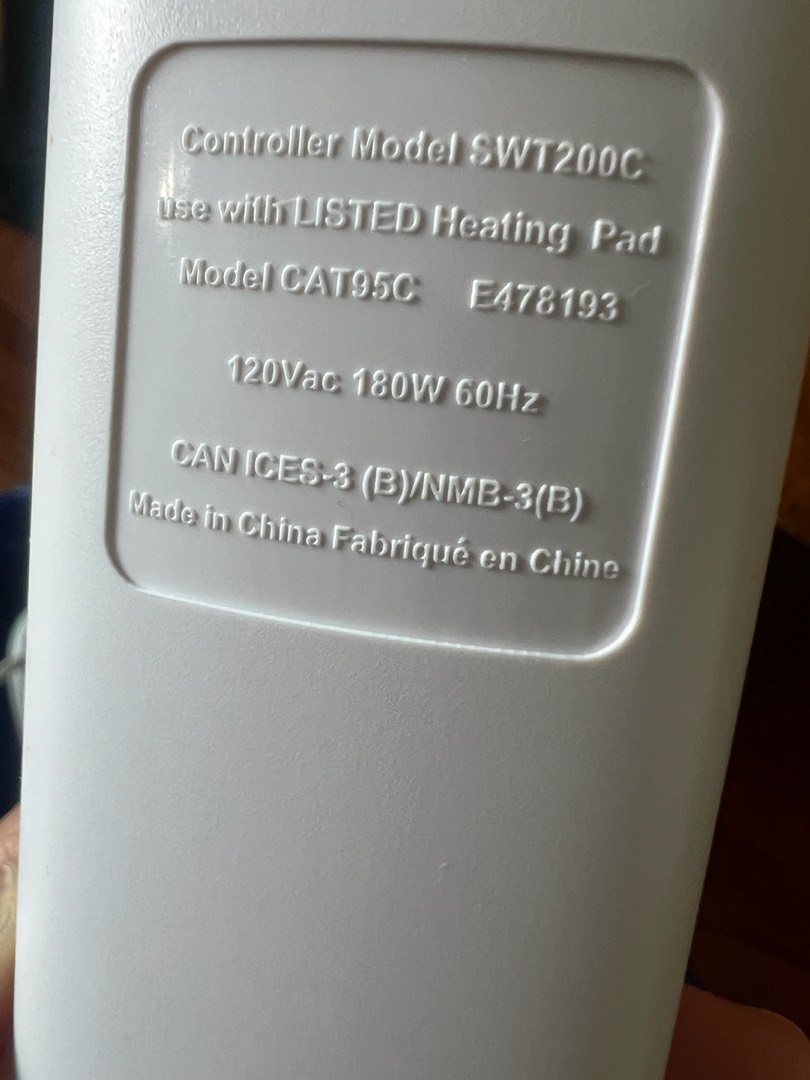 Controller Model SWT200C
use with LISTED Heating Pad
Model CAT95C E478193
120Vac 180W 60Hz
CAN ICES-3 (B)/NMB-3(B)
Made in China Fabriqué en Chine